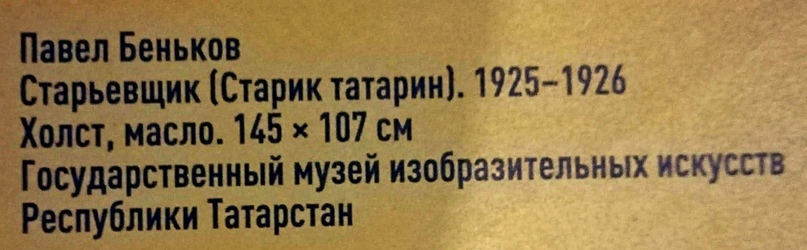 Павел Беньков
Старьевщик (Старик татарин). 1925–1926
Холст, масло. 145 × 107 см
Государственный музей изобразительных искусств
Республики Татарстан